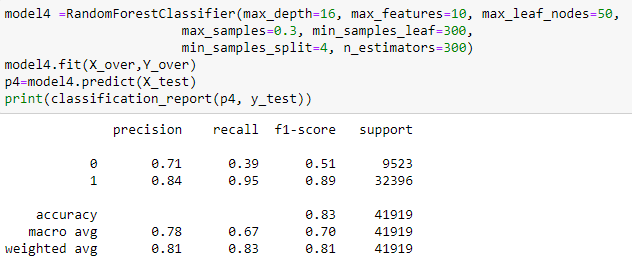 model4 =RandomForestClassifier(max_depth=16, max_features=10, max_leaf_nodes=50,
                       max_samples=0.3, min_samples_leaf=300,
                       min_samples_split=4, n_estimators=300)
model4.fit(X_over,Y_over)
p4=model4.predict(X_test)
print(classification_report(p4, y_test))
              precision    recall  f1-score   support
           0       0.71      0.39      0.51      9523
           1       0.84      0.95      0.89     32396
    accuracy                           0.83     41919
   macro avg       0.78      0.67      0.70     41919
weighted avg       0.81      0.83      0.81     41919